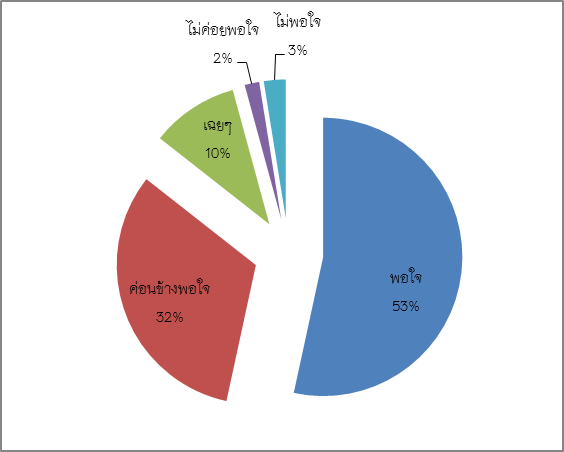 ไม่ค่อยพอใจ
2%
ไม่พอใจ
3%
เฉยๆ
10%
พอใจ
53%
ค่อนข้างพอใจ
32%